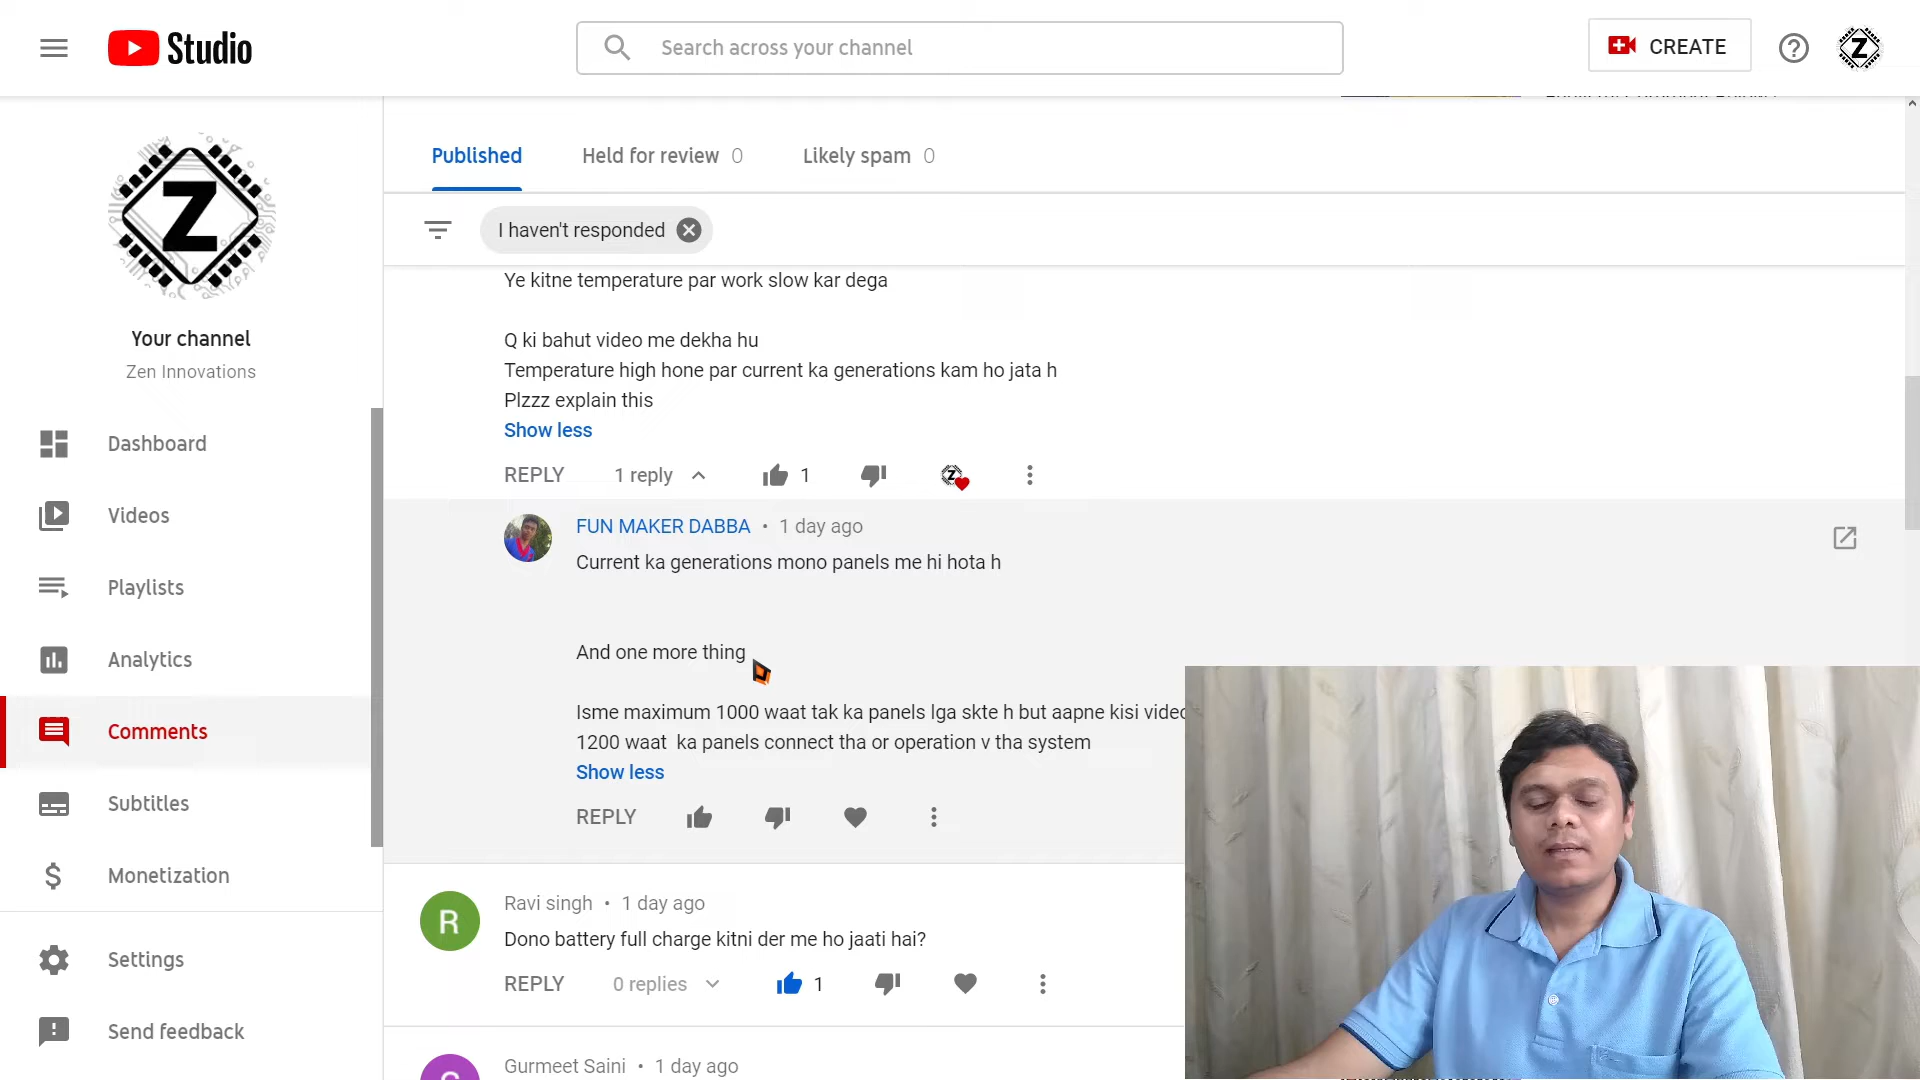 Studio
Search across your channel
CREATE
Z
Published
Held for review 0
Likely spam 0
I haven't responded
Z
Your channel
Zen Innovations
Dashboard
Videos
Playlists
Analytics
Comments
Subtitles
Monetization
Settings
Send feedback
Ye kitne temperature par work slow kar dega
Q ki bahut video me dekha hu
Temperature high hone par current ka generations kam ho jata h
Plzzz explain this
Show less
REPLY 1 reply 1
FUN MAKER DABBA • 1 day ago
Current ka generations mono panels me hi hota h
And one more thing
Isme maximum 1000 waat tak ka panels lga skte h but aapne kisi video
1200 waat ka panels connect tha or operation v tha system
Show less
REPLY
R
Ravi singh • 1 day ago
Dono battery full charge kitni der me ho jaati hai?
REPLY 0 replies 1
Gurmeet Saini • 1 day ago